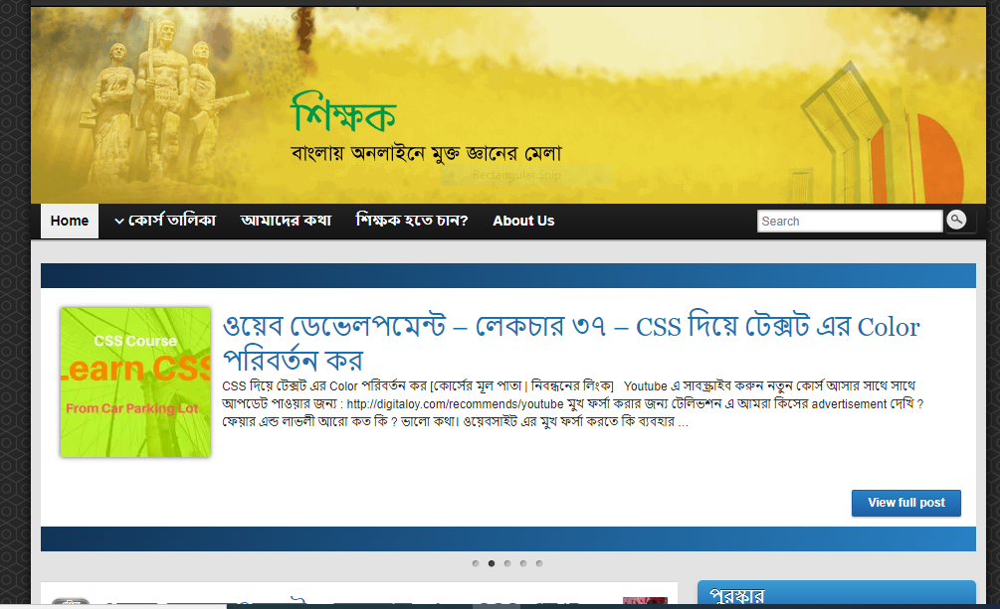 শিক্ষক
বাংলায় অনলাইনে মুক্ত জ্ঞানের মেলা
Rectangular Snip
Home কোর্স তালিকা আমাদের কথা শিক্ষক হতে চান? About Us Search
CSS Course
Learn CSS
From Car Parking Lot
ওয়েব ডেভেলপমেন্ট – লেকচার ৩৭ – CSS দিয়ে টেক্সট এর Color
পরিবর্তন কর
CSS দিয়ে টেক্সট এর Color পরিবর্তন কর [কোর্সের মূল পাতা | নিবন্ধনের লিংক] Youtube এ সাবস্ক্রাইব করুন নতুন কোর্স আসার সাথে সাথে
আপডেট পাওয়ার জন্য : http://digitaloy.com/recommends/youtube মুখ ফর্সা করার জন্য টেলিভশন এ আমরা কিসের advertisement দেখি ?
ফেয়ার এন্ড লাভলী আরো কত কি ? ভালো কথা। ওয়েবসাইট এর মুখ ফর্সা করতে কি ব্যবহার ...
View full post
পুরস্কার